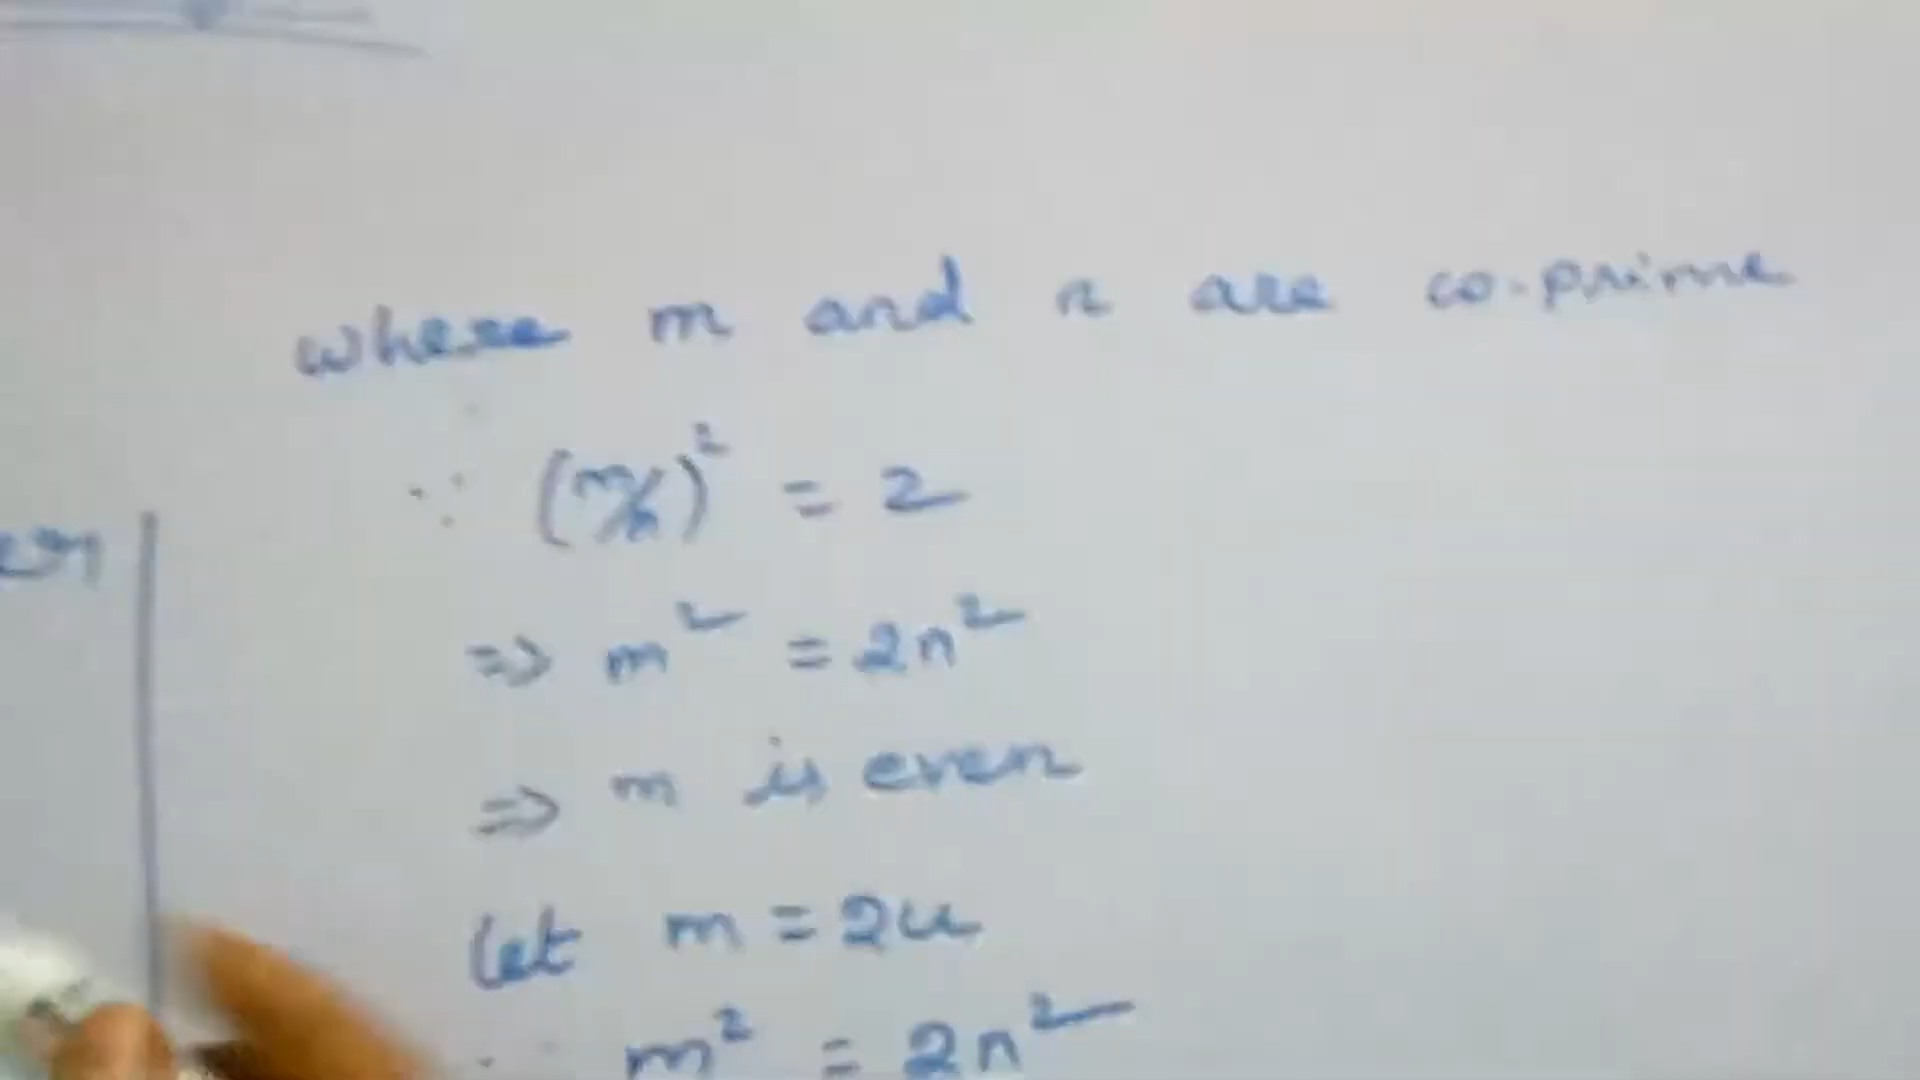 where m and n are co-prime
∵ (m/n)² = 2
⇒ m² = 2n²
⇒ m is even
let m = 2u
m² = 2n²